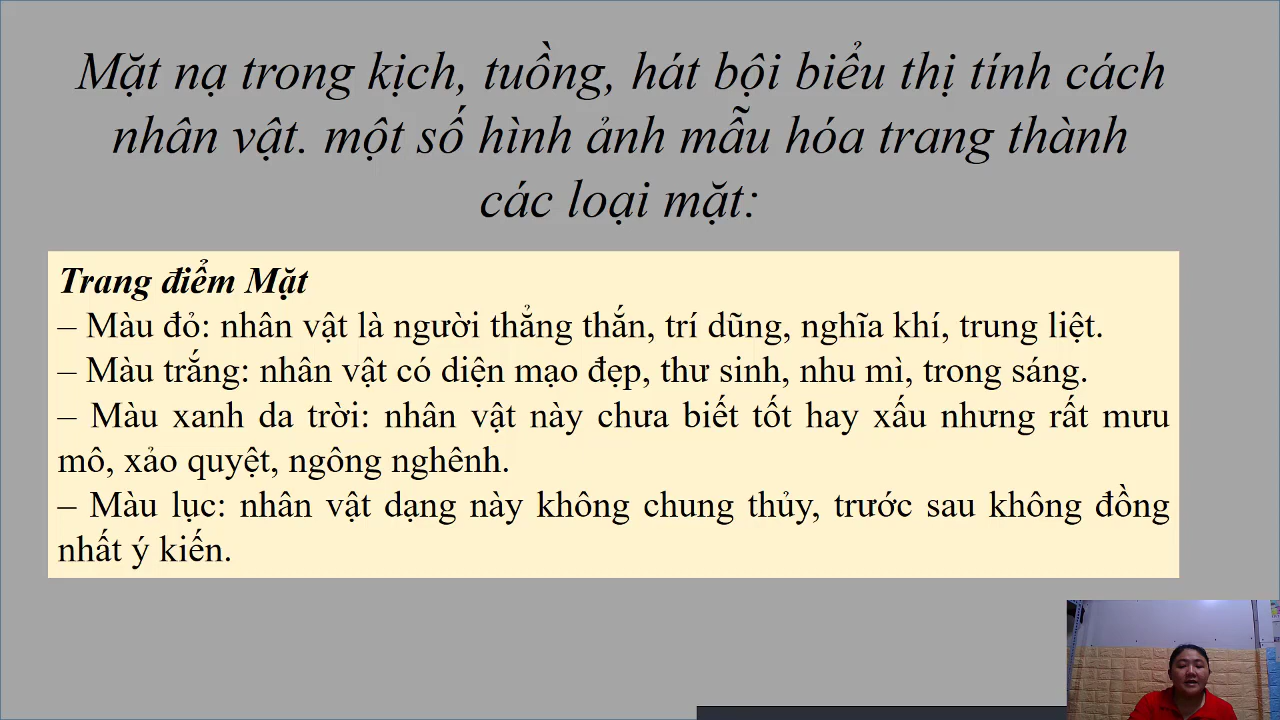 Mặt nạ trong kịch, tuồng, hát bội biểu thị tính cách
nhân vật. một số hình ảnh mẫu hóa trang thành
các loại mặt:
Trang điểm Mặt
– Màu đỏ: nhân vật là người thẳng thắn, trí dũng, nghĩa khí, trung liệt.
– Màu trắng: nhân vật có diện mạo đẹp, thư sinh, nhu mì, trong sáng.
– Màu xanh da trời: nhân vật này chưa biết tốt hay xấu nhưng rất mưu
mô, xảo quyệt, ngông nghênh.
– Màu lục: nhân vật dạng này không chung thủy, trước sau không đồng
nhất ý kiến.